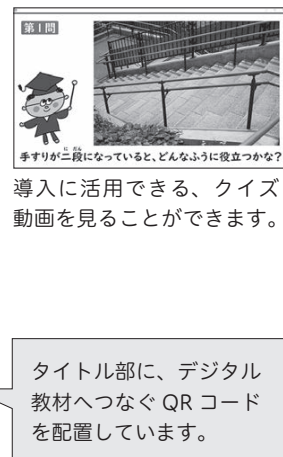 第1問
手すりが二段になっていると、どんなふうに役立つかな？
導入に活用できる、クイズ
動画を見ることができます。
タイトル部に、デジタル
教材へつなぐ QR コード
を配置しています。